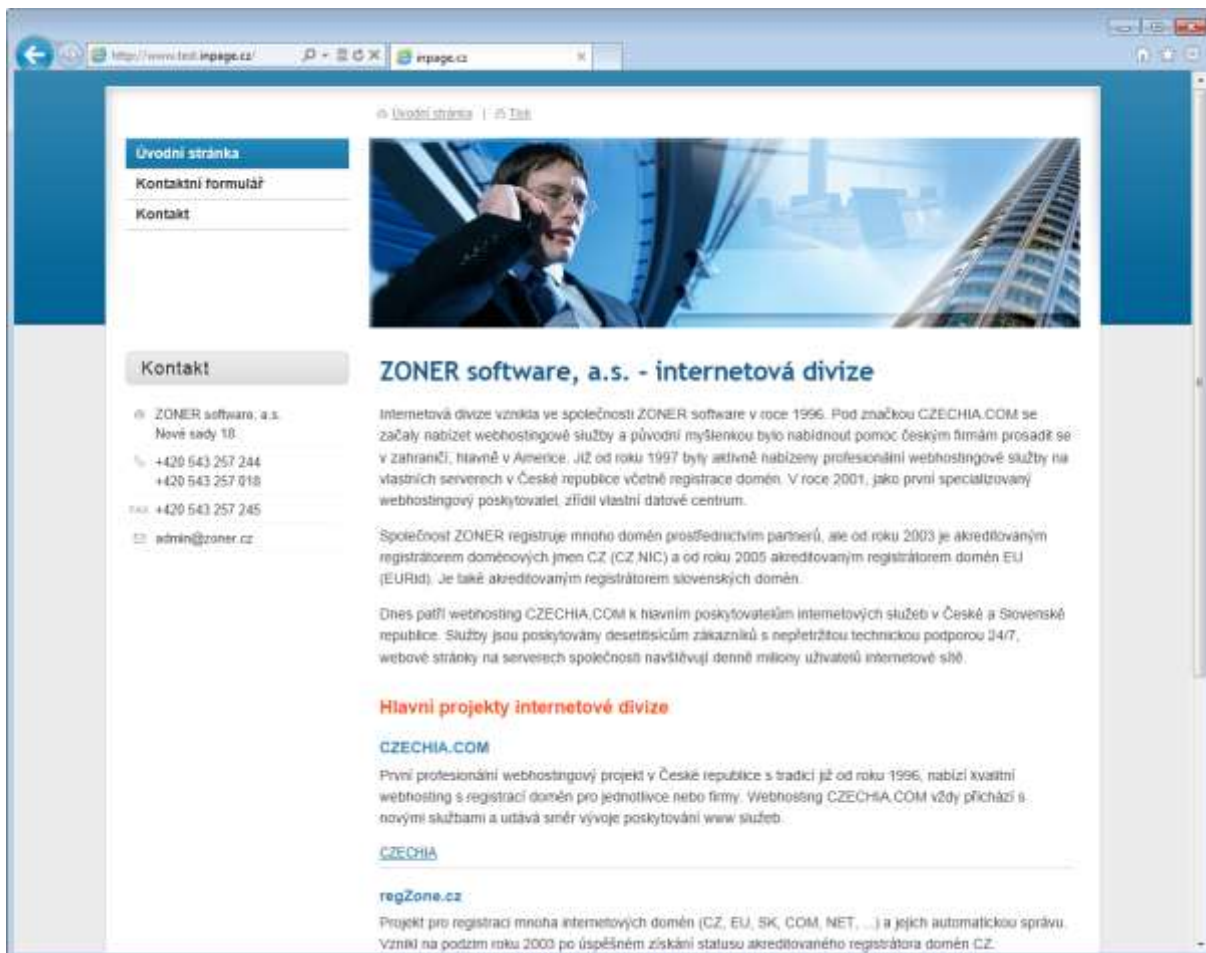 http://www.test.inpage.cz/
inpage.cz
Úvodní stránka | Tisk
Úvodní stránka
Kontaktní formulář
Kontakt
Kontakt
ZONER software, a.s.
Nové sady 18
+420 543 257 244
+420 543 257 018
FAX +420 543 257 245
admin@zoner.cz
ZONER software, a.s. - internetová divize
Internetová divize vznikla ve společnosti ZONER software v roce 1996. Pod značkou CZECHIA.COM se
začaly nabízet webhostingové služby a původní myšlenkou bylo nabídnout pomoc českým firmám prosadit se
v zahraničí, hlavně v Americe. Již od roku 1997 byly aktivně nabízeny profesionální webhostingové služby na
vlastních serverech v České republice včetně registrace domén. V roce 2001, jako první specializovaný
webhostingový poskytovatel, zřídil vlastní datové centrum.
Společnost ZONER registruje mnoho domén prostřednictvím partnerů, ale od roku 2003 je akreditovaným
registrátorem doménových jmen CZ (CZ.NIC) a od roku 2005 akreditovaným registrátorem domén EU
(EURid). Je také akreditovaným registrátorem slovenských domén.
Dnes patří webhosting CZECHIA.COM k hlavním poskytovatelům internetových služeb v České a Slovenské
republice. Služby jsou poskytovány desetitisícům zákazníků s nepřetržitou technickou podporou 24/7,
webové stránky na serverech společnosti navštěvují denně miliony uživatelů internetové sítě.
Hlavní projekty internetové divize
CZECHIA.COM
První profesionální webhostingový projekt v České republice s tradicí již od roku 1996, nabízí kvalitní
webhosting s registrací domén pro jednotlivce nebo firmy. Webhosting CZECHIA.COM vždy přichází s
novými službami a udává směr vývoje poskytování www služeb.
CZECHIA
regZone.cz
Projekt pro registraci mnoha internetových domén (CZ, EU, SK, COM, NET, ...) a jejich automatickou správu.
Vznikl na podzim roku 2003 po úspěšném získání statusu akreditovaného registrátora domén CZ.